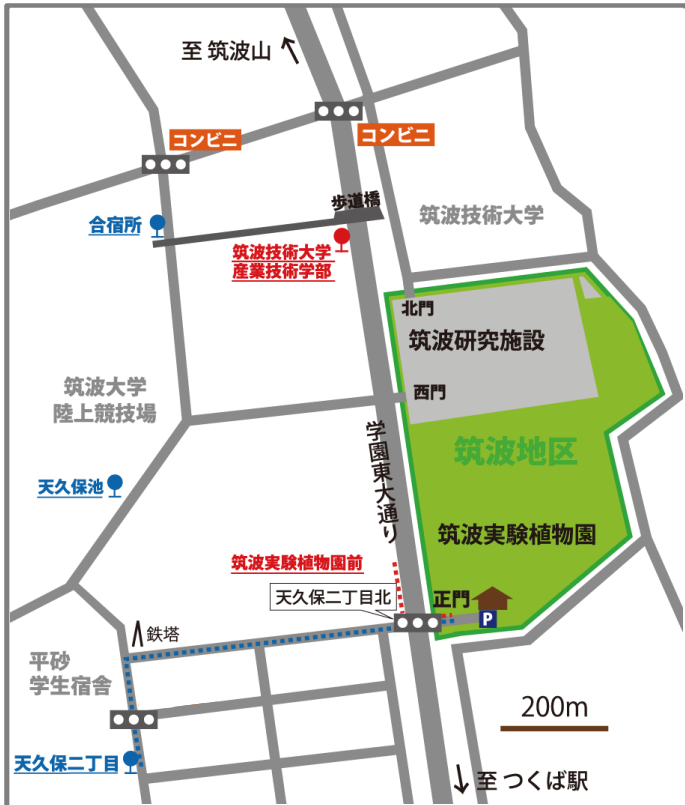 至 筑波山
コンビニ
コンビニ
歩道橋
筑波技術大学
合宿所
筑波技術大学
産業技術学部
北門
筑波研究施設
西門
筑波大学
陸上競技場
学園東大通り
筑波地区
天久保池
筑波実験植物園
筑波実験植物園前
天久保二丁目北
正門
P
鉄塔
平砂
学生宿舎
200m
天久保二丁目
至 つくば駅